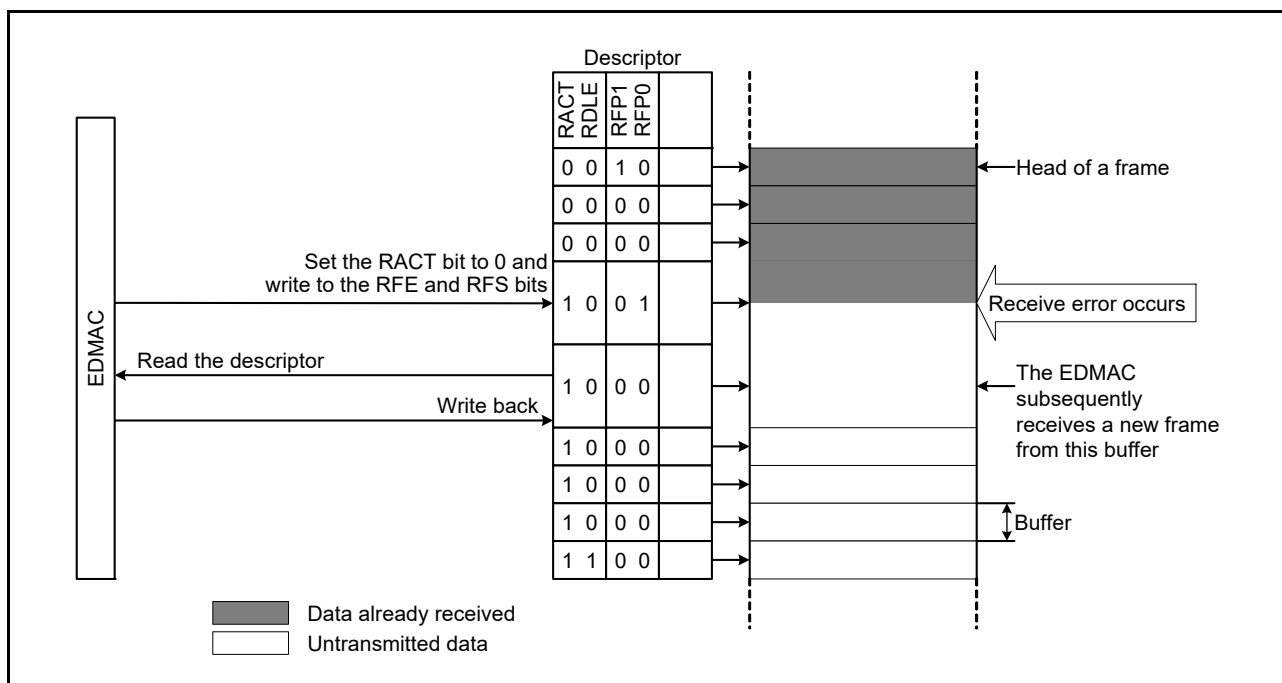 Descriptor
RACT
RDLE
RFP1
RFP0
0 0 1 0
Head of a frame
0 0 0 0
0 0 0 0
Set the RACT bit to 0 and
write to the RFE and RFS bits
1 0 0 1
Receive error occurs
EDMAC
Read the descriptor
1 0 0 0
Write back
The EDMAC
subsequently
receives a new frame
from this buffer
1 0 0 0
1 0 0 0
1 0 0 0
Buffer
1 1 0 0
Data already received
Untransmitted data